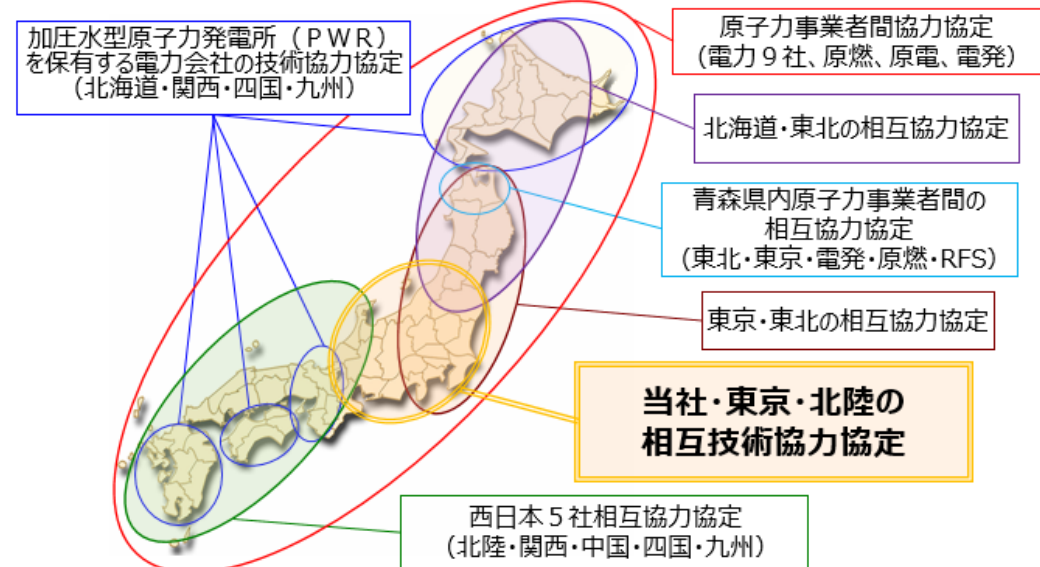 加圧水型原子力発電所（ＰＷＲ）
を保有する電力会社の技術協力協定
(北海道・関西・四国・九州)
原子力事業者間協力協定
(電力９社、原燃、原電、電発)
北海道・東北の相互協力協定
青森県内原子力事業者間の
相互協力協定
(東北・東京・電発・原燃・RFS)
東京・東北の相互協力協定
当社・東京・北陸の
相互技術協力協定
西日本５社相互協力協定
(北陸・関西・中国・四国・九州)